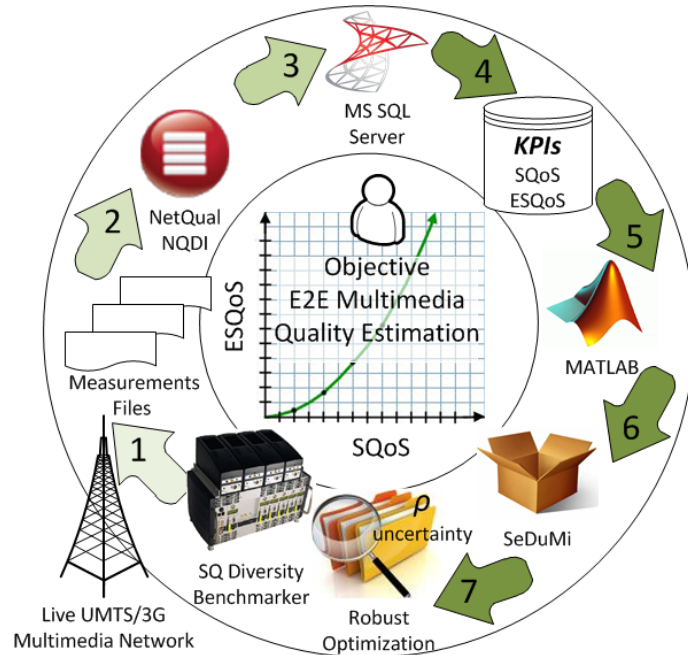 3
4
MS SQL
Server
KPIs
SQoS
ESQoS
2
NetQual
NQDI
5
Objective
E2E Multimedia
Quality Estimation
ESQoS
SQoS
MATLAB
Measurements
Files
1
6
SeDuMi
ρ
uncertainty
7
SQ Diversity
Benchmarker
Robust
Optimization
Live UMTS/3G
Multimedia Network